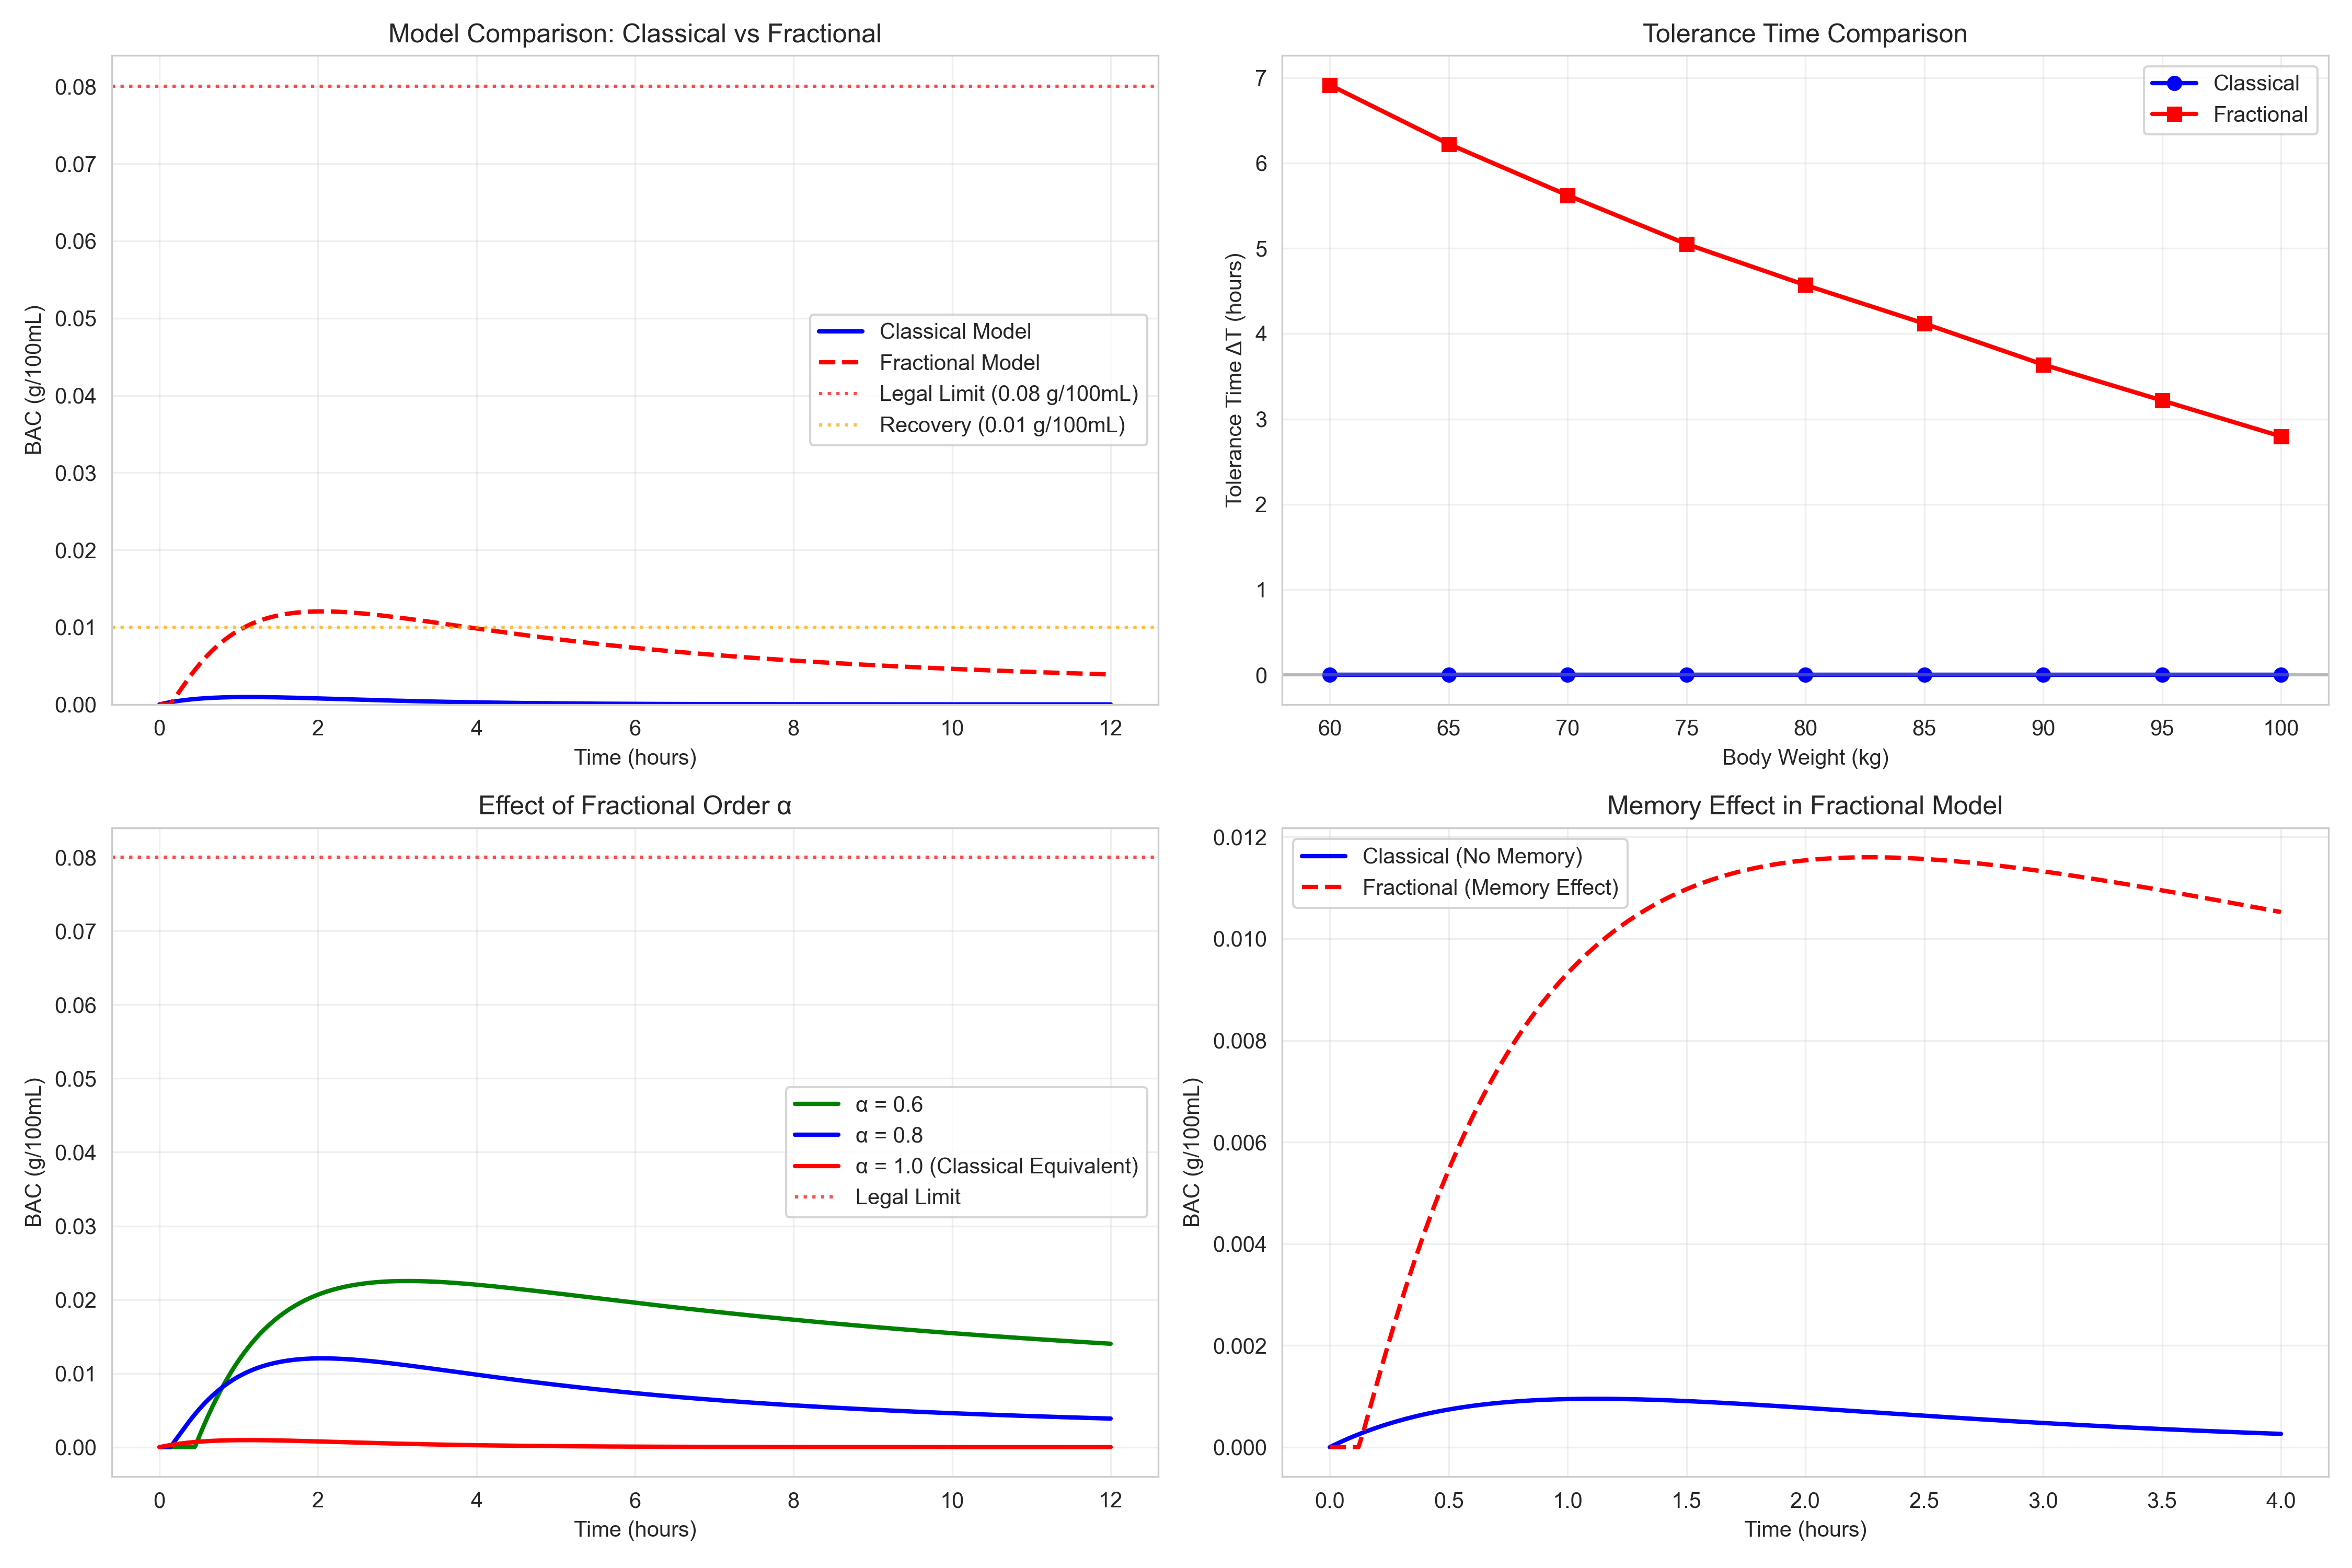 Model Comparison: Classical vs Fractional
BAC (g/100mL)
0.08
0.07
0.06
0.05
0.04
0.03
0.02
0.01
0.00
Classical Model
Fractional Model
Legal Limit (0.08 g/100mL)
Recovery (0.01 g/100mL)
0 2 4 6 8 10 12
Time (hours)
Tolerance Time Comparison
Tolerance Time ΔT (hours)
7
6
5
4
3
2
1
0
Classical
Fractional
60 65 70 75 80 85 90 95 100
Body Weight (kg)
Effect of Fractional Order α
BAC (g/100mL)
0.08
0.07
0.06
0.05
0.04
0.03
0.02
0.01
0.00
α = 0.6
α = 0.8
α = 1.0 (Classical Equivalent)
Legal Limit
0 2 4 6 8 10 12
Time (hours)
Memory Effect in Fractional Model
BAC (g/100mL)
0.012
0.010
0.008
0.006
0.004
0.002
0.000
Classical (No Memory)
Fractional (Memory Effect)
0.0 0.5 1.0 1.5 2.0 2.5 3.0 3.5 4.0
Time (hours)